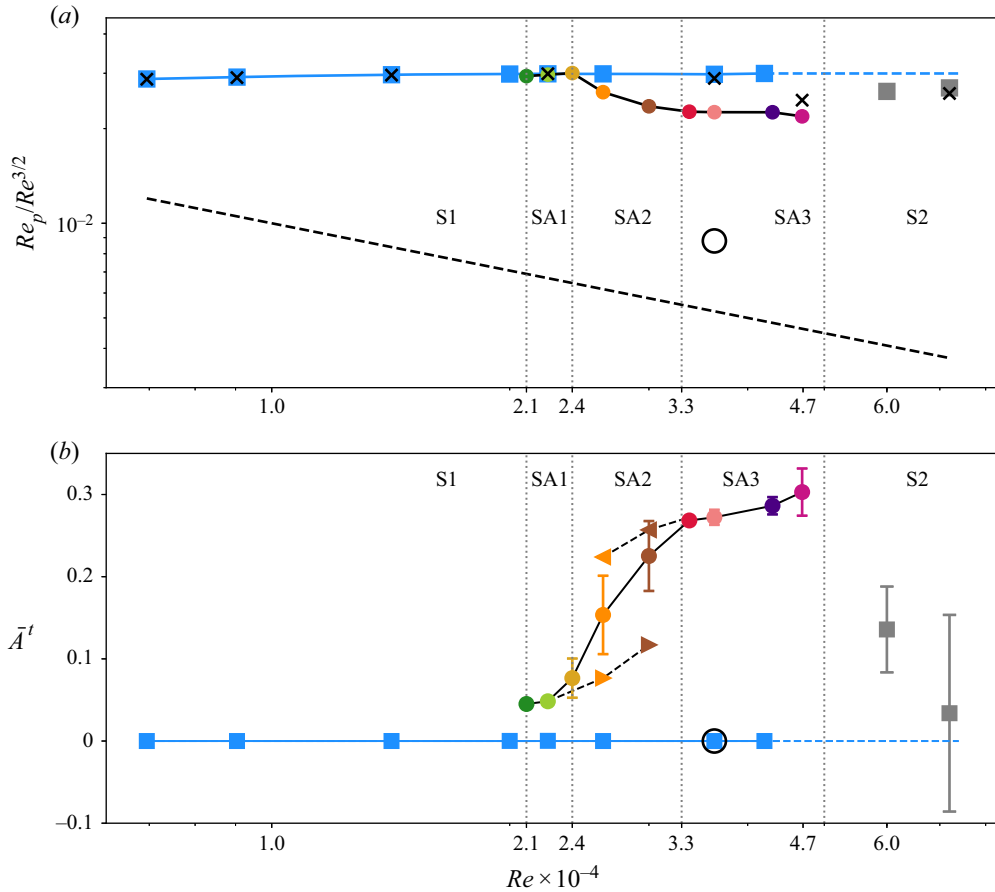 (a)
Re_p/Re^{3/2}
10^{−2}
S1 SA1 SA2 SA3 S2
1.0 2.1 2.4 3.3 4.7 6.0
(b)
S1 SA1 SA2 SA3 S2
0.3
0.2
Ā^t
0.1
0
−0.1
1.0 2.1 2.4 3.3 4.7 6.0
Re × 10^{−4}